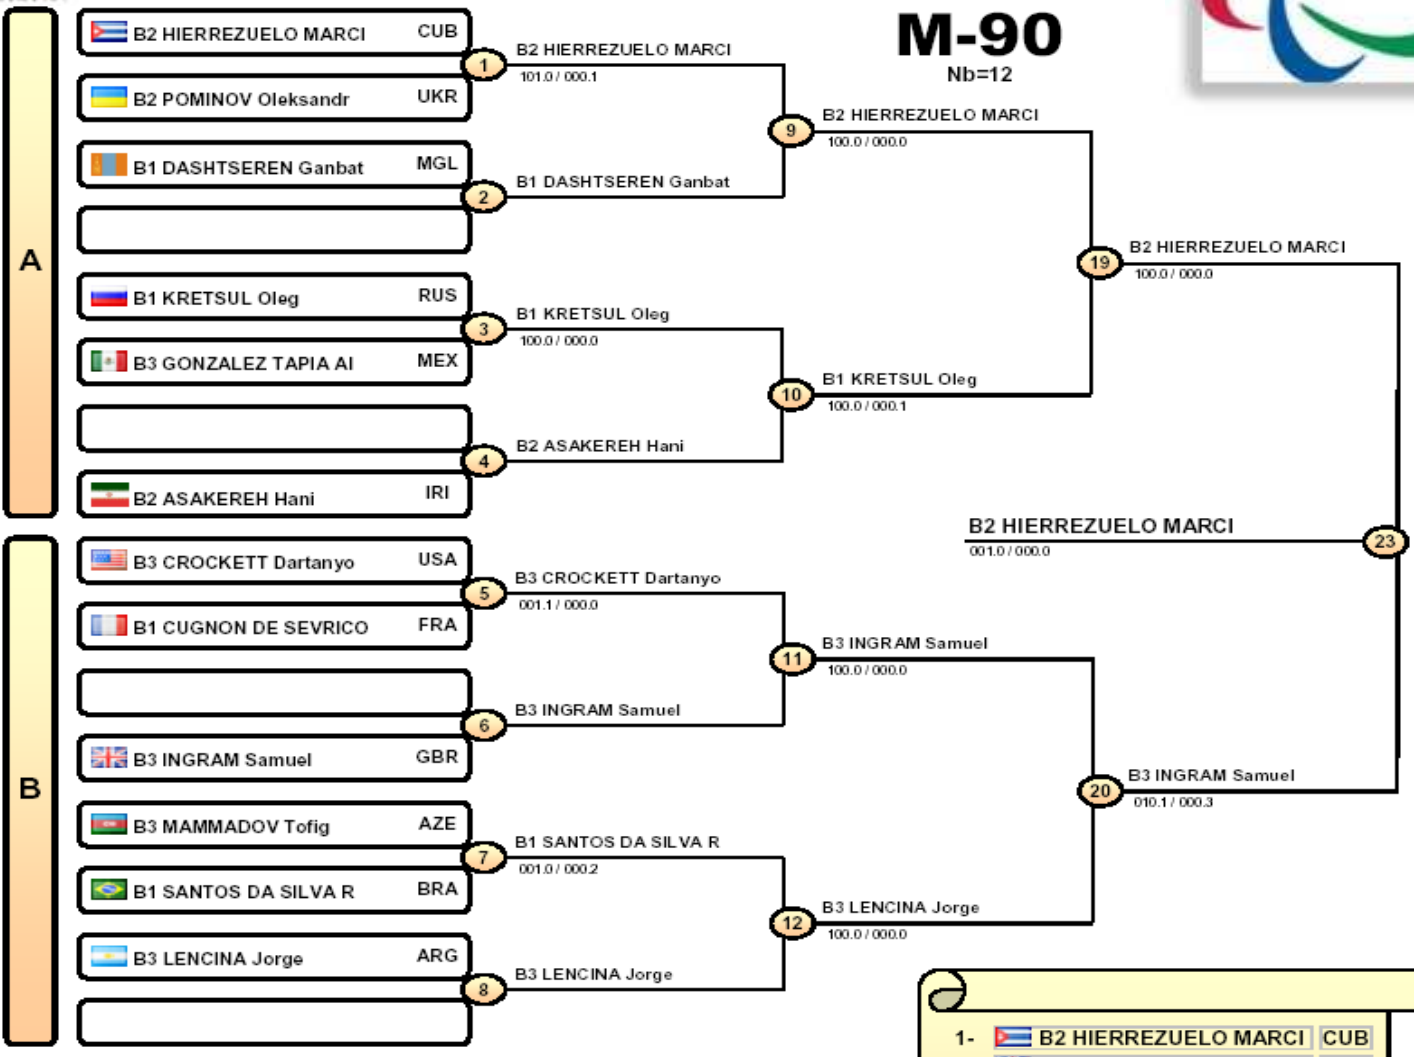 M-90
Nb=12
A
B2 HIERREZUELO MARCI CUB
1
B2 HIERREZUELO MARCI
101.0 / 000.1
B2 POMINOV Oleksandr UKR
9
B2 HIERREZUELO MARCI
100.0 / 000.0
B1 DASHTSEREN Ganbat MGL
2
B1 DASHTSEREN Ganbat
19
B2 HIERREZUELO MARCI
100.0 / 000.0
B1 KRETSUL Oleg RUS
3
B1 KRETSUL Oleg
100.0 / 000.0
B3 GONZALEZ TAPIA Al MEX
10
B1 KRETSUL Oleg
100.0 / 000.1
4
B2 ASAKEREH Hani
B2 ASAKEREH Hani IRI
B2 HIERREZUELO MARCI
001.0 / 000.0
23
B
B3 CROCKETT Dartanyo USA
5
B3 CROCKETT Dartanyo
001.1 / 000.0
B1 CUGNON DE SEVRICO FRA
11
B3 INGRAM Samuel
100.0 / 000.0
6
B3 INGRAM Samuel
B3 INGRAM Samuel GBR
20
B3 INGRAM Samuel
010.1 / 000.3
B3 MAMMADOV Tofig AZE
7
B1 SANTOS DA SILVA R
001.0 / 000.2
B1 SANTOS DA SILVA R BRA
12
B3 LENCINA Jorge
100.0 / 000.0
B3 LENCINA Jorge ARG
8
B3 LENCINA Jorge
1- B2 HIERREZUELO MARCI CUB